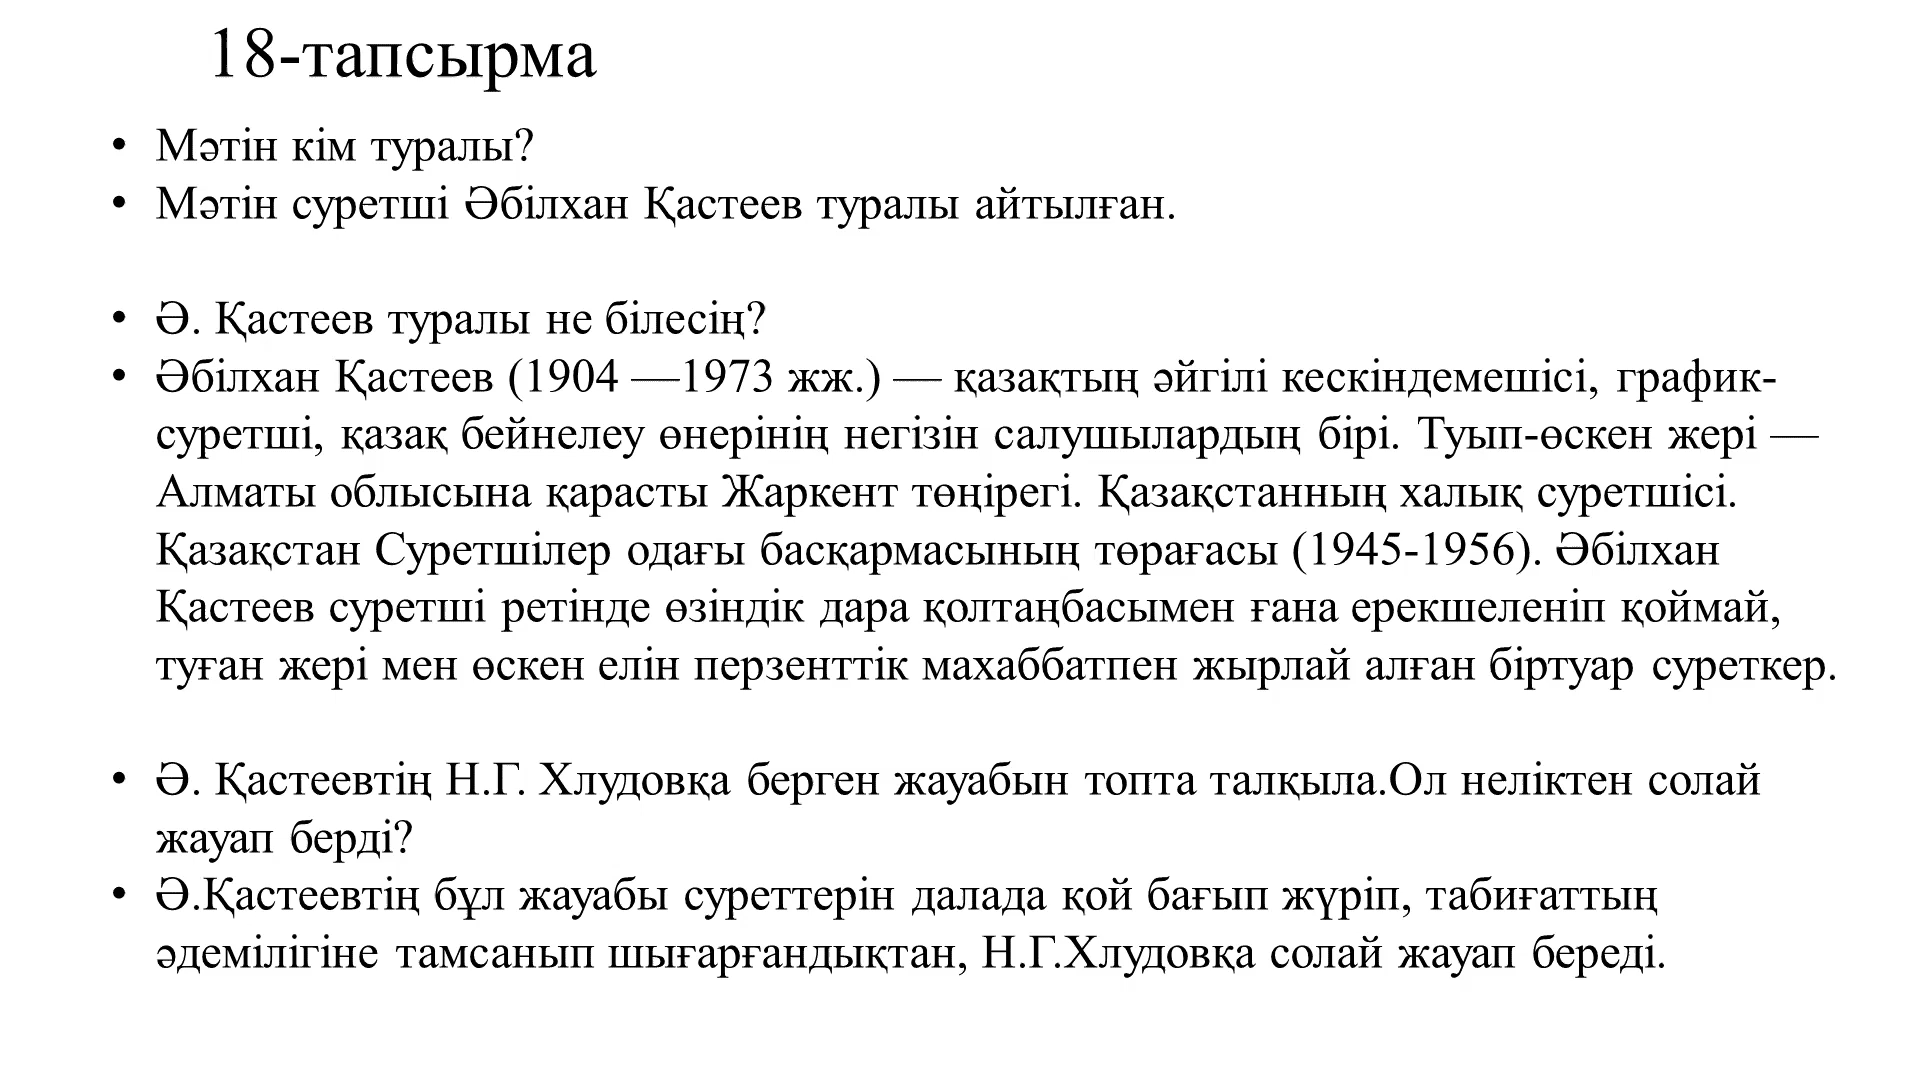 18-тапсырма
• Мәтін кім туралы?
• Мәтін суретші Әбілхан Қастеев туралы айтылған.
• Ә. Қастеев туралы не білесің?
• Әбілхан Қастеев (1904 —1973 жж.) — қазақтың әйгілі кескіндемешісі, график-
суретші, қазақ бейнелеу өнерінің негізін салушылардың бірі. Туып-өскен жері —
Алматы облысына қарасты Жаркент төңірегі. Қазақстанның халық суретшісі.
Қазақстан Суретшілер одағы басқармасының төрағасы (1945-1956). Әбілхан
Қастеев суретші ретінде өзіндік дара қолтаңбасымен ғана ерекшеленіп қоймай,
туған жері мен өскен елін перзенттік махаббатпен жырлай алған біртуар суреткер.
• Ә. Қастеевтің Н.Г. Хлудовқа берген жауабын топта талқыла.Ол неліктен солай
жауап берді?
• Ә.Қастеевтің бұл жауабы суреттерін далада қой бағып жүріп, табиғаттың
әдемілігіне тамсанып шығарғандықтан, Н.Г.Хлудовқа солай жауап береді.